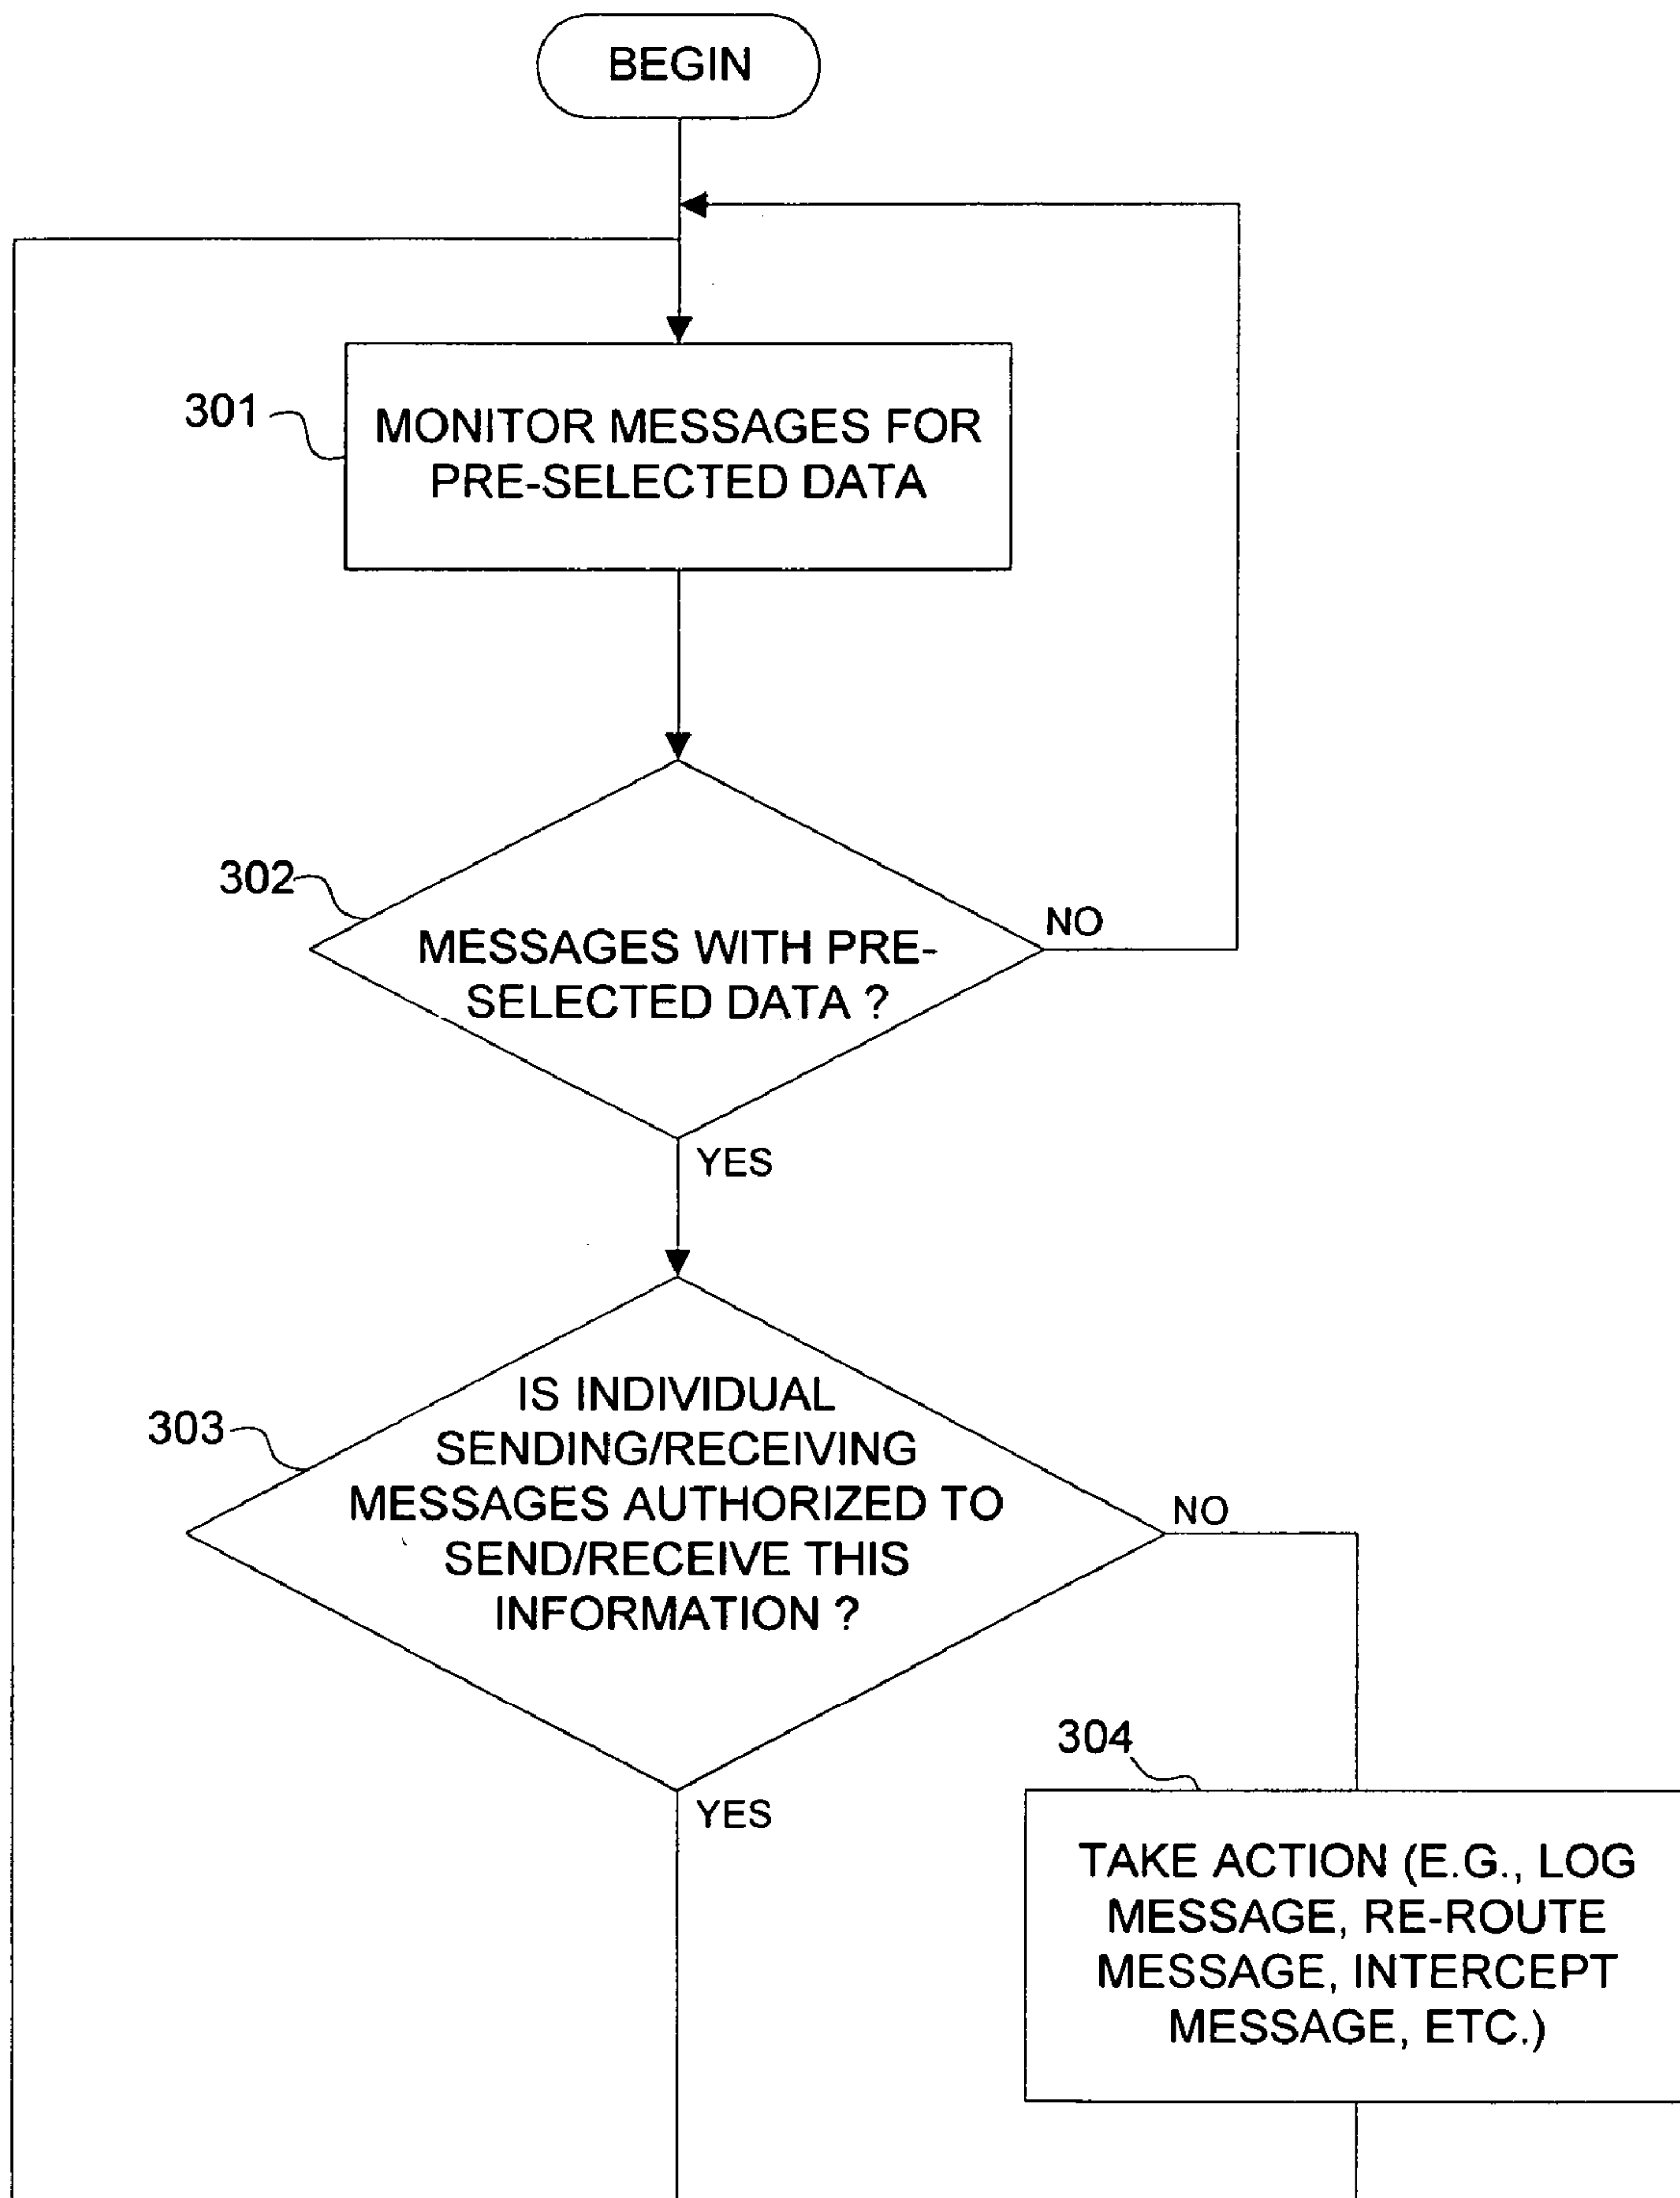 BEGIN
301
MONITOR MESSAGES FOR
PRE-SELECTED DATA
302
MESSAGES WITH PRE-
SELECTED DATA ?
NO
YES
303
IS INDIVIDUAL
SENDING/RECEIVING
MESSAGES AUTHORIZED TO
SEND/RECEIVE THIS
INFORMATION ?
NO
YES
304
TAKE ACTION (E.G., LOG
MESSAGE, RE-ROUTE
MESSAGE, INTERCEPT
MESSAGE, ETC.)